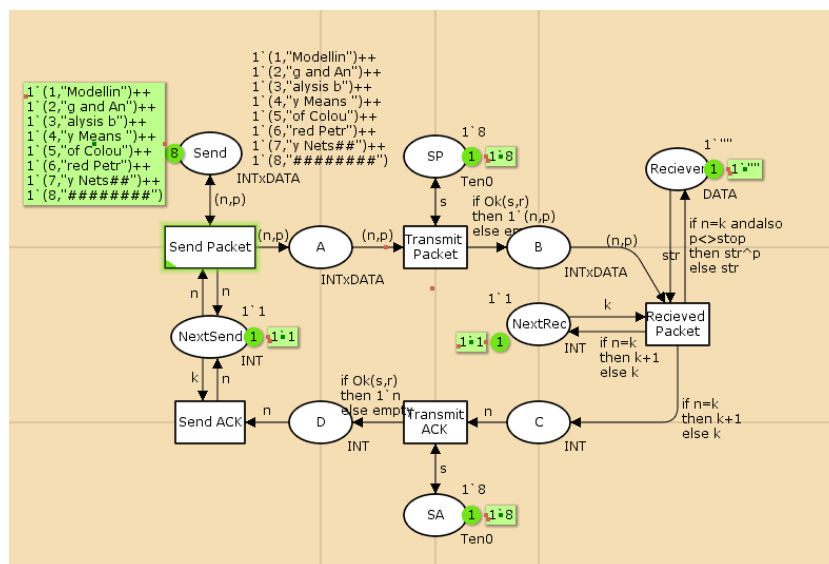 1`(1,"Modellin")++
1`(2,"g and An")++
1`(3,"alysis b")++
1`(4,"y Means ")++
1`(5,"of Colou")++
1`(6,"red Petr")++
1`(7,"y Nets##")++
1`(8,"########")
8
Send
INTxDATA
1`(1,"Modellin")++
1`(2,"g and An")++
1`(3,"alysis b")++
1`(4,"y Means ")++
1`(5,"of Colou")++
1`(6,"red Petr")++
1`(7,"y Nets##")++
1`(8,"########")
1`8
SP
1
1`8
Ten0
1`""
Reciever
1
1`""
DATA
(n,p)
s
if Ok(s,r)
then 1`(n,p)
else em
str
if n=k andalso
p<>stop
then str^p
else str
Send Packet
(n,p)
A
INTxDATA
(n,p)
Transmit
Packet
B
INTxDATA
(n,p)
n
n
1`1
NextSend
1
1`1
INT
1`1
NextRec
1`1
1
INT
k
if n=k
then k+1
else k
Recieved
Packet
k
n
Send ACK
n
D
INT
if Ok(s,r)
then 1`n
else empty
Transmit
ACK
n
C
INT
if n=k
then k+1
else k
s
1`8
SA
1
1`8
Ten0